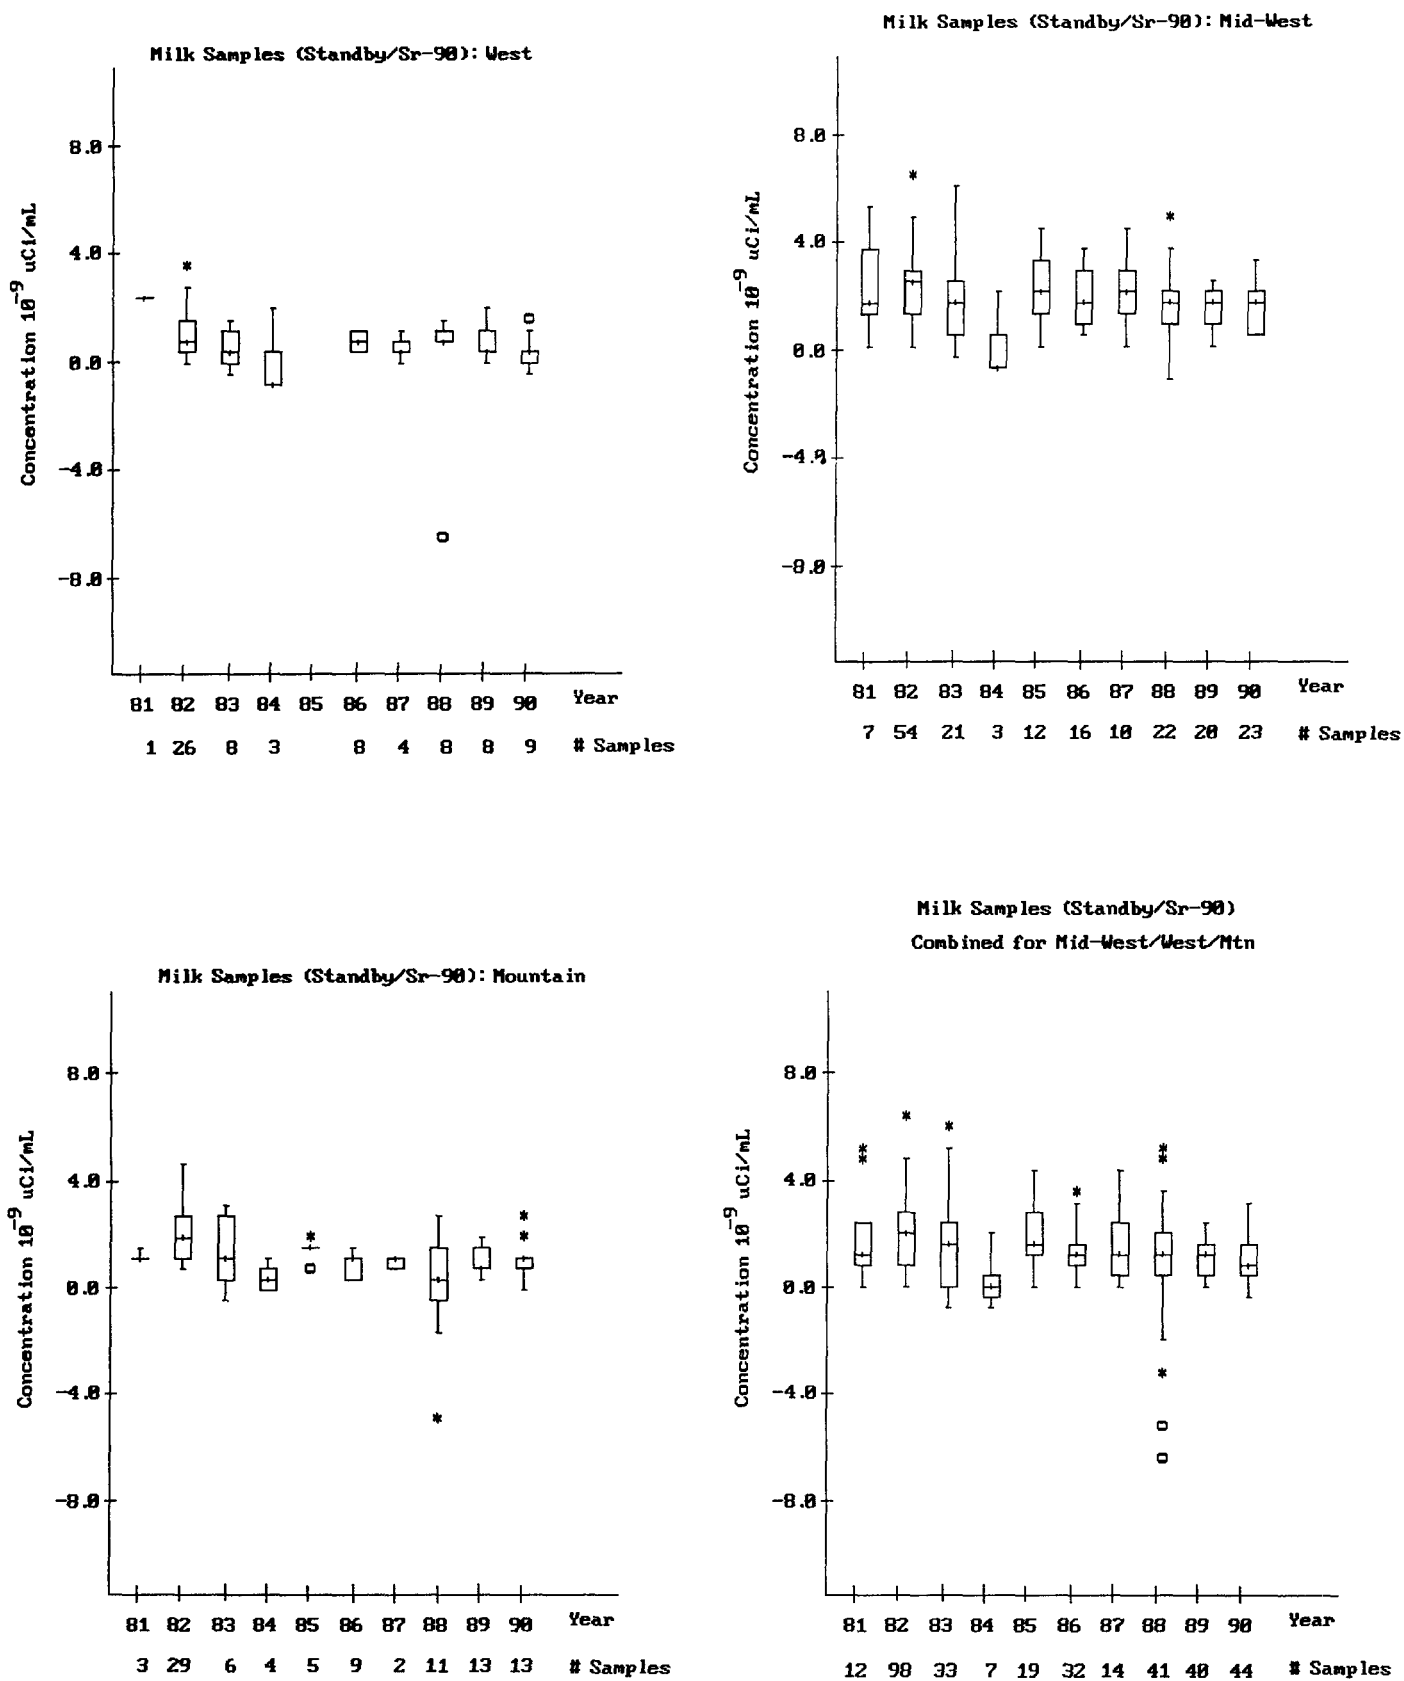 Milk Samples (Standby/Sr-90): West
8.0
4.0
0.0
-4.0
-8.0
Concentration 10-9 uCi/mL
81 82 83 84 85 86 87 88 89 90 Year
1 26 8 3 8 4 8 8 9 # Samples
Milk Samples (Standby/Sr-90): Mid-West
8.0
4.0
0.0
-4.0
-8.0
Concentration 10-9 uCi/mL
81 82 83 84 85 86 87 88 89 90 Year
7 54 21 3 12 16 10 22 20 23 # Samples
Milk Samples (Standby/Sr-90): Mountain
8.0
4.0
0.0
-4.0
-8.0
Concentration 10-9 uCi/mL
81 82 83 84 85 86 87 88 89 90 Year
3 29 6 4 5 9 2 11 13 13 # Samples
Milk Samples (Standby/Sr-90)
Combined for Mid-West/West/Mtn
8.0
4.0
0.0
-4.0
-8.0
Concentration 10-9 uCi/mL
81 82 83 84 85 86 87 88 89 90 Year
12 98 33 7 19 32 14 41 40 44 # Samples